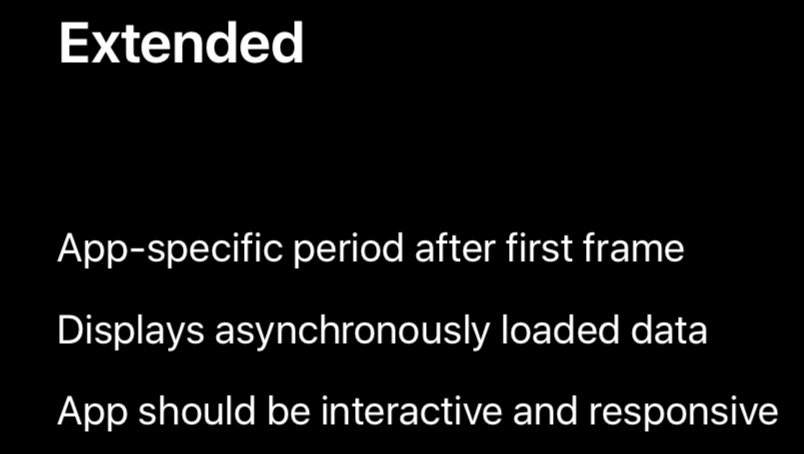 Extended
App-specific period after first frame
Displays asynchronously loaded data
App should be interactive and responsive